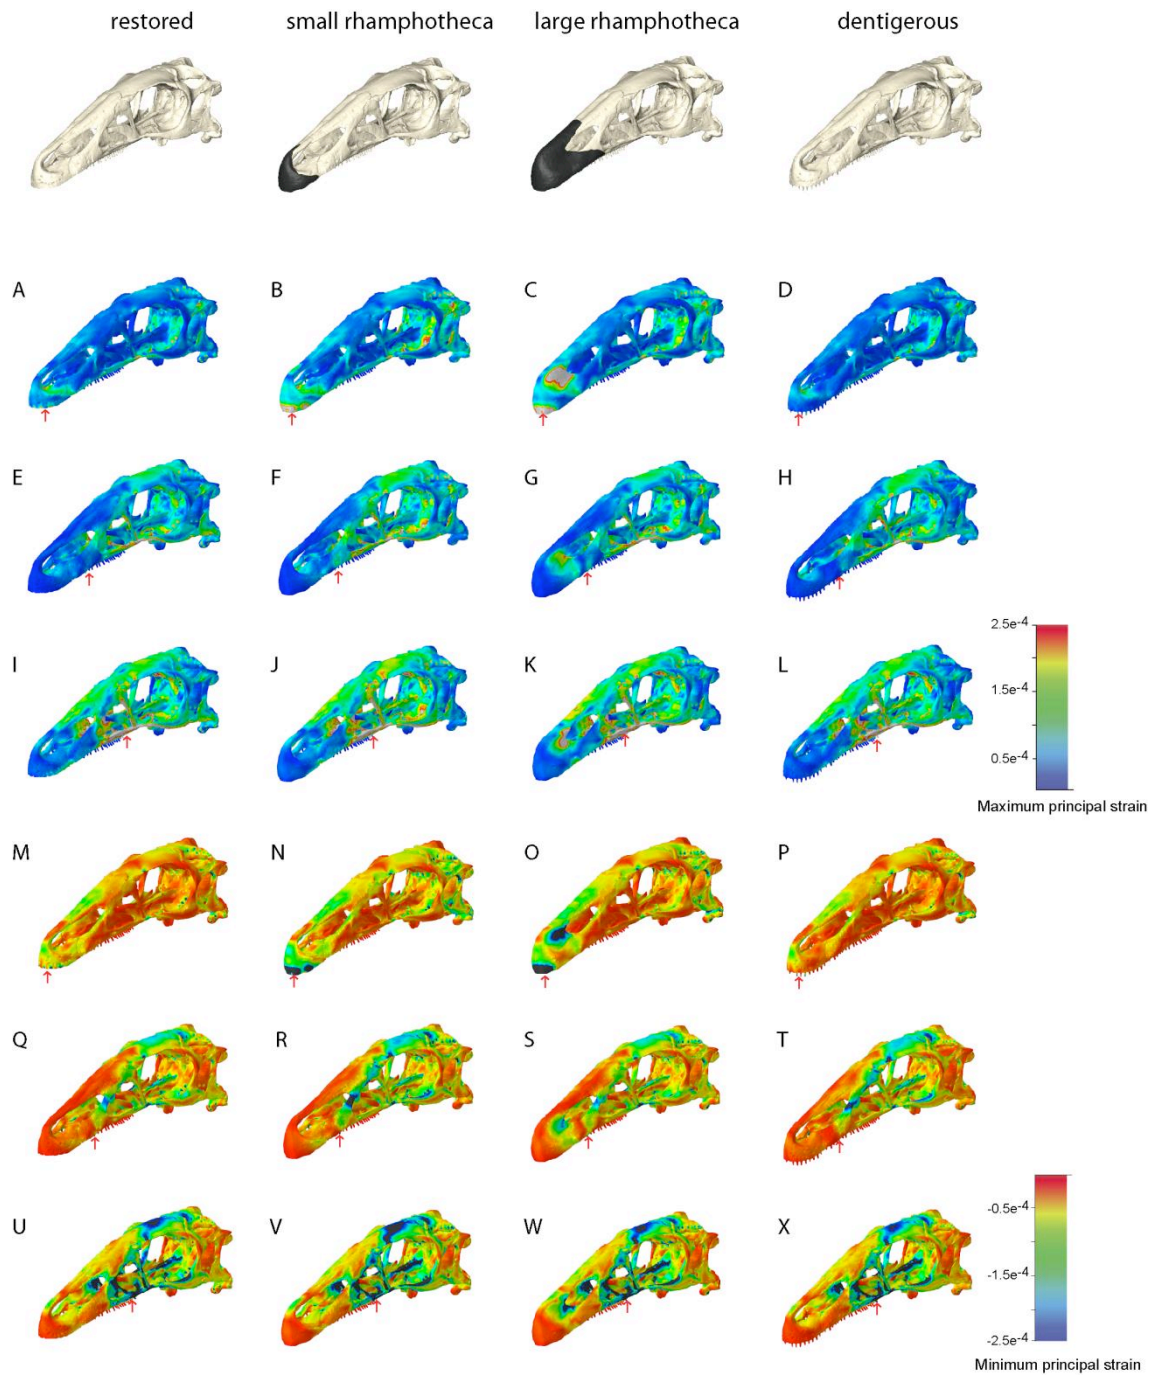 restored small rhamphotheca large rhamphotheca dentigerous
A B C D
E F G H
I J K L
2.5e-4
1.5e-4
0.5e-4
Maximum principal strain
M N O P
Q R S T
U V W X
-0.5e-4
-1.5e-4
-2.5e-4
Minimum principal strain